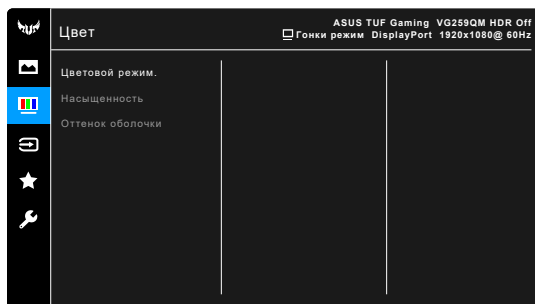 Цвет
ASUS TUF Gaming VG259QM HDR Off
Гонки режим DisplayPort 1920x1080@ 60Hz
Цветовой режим.
Насыщенность
Оттенок оболочки